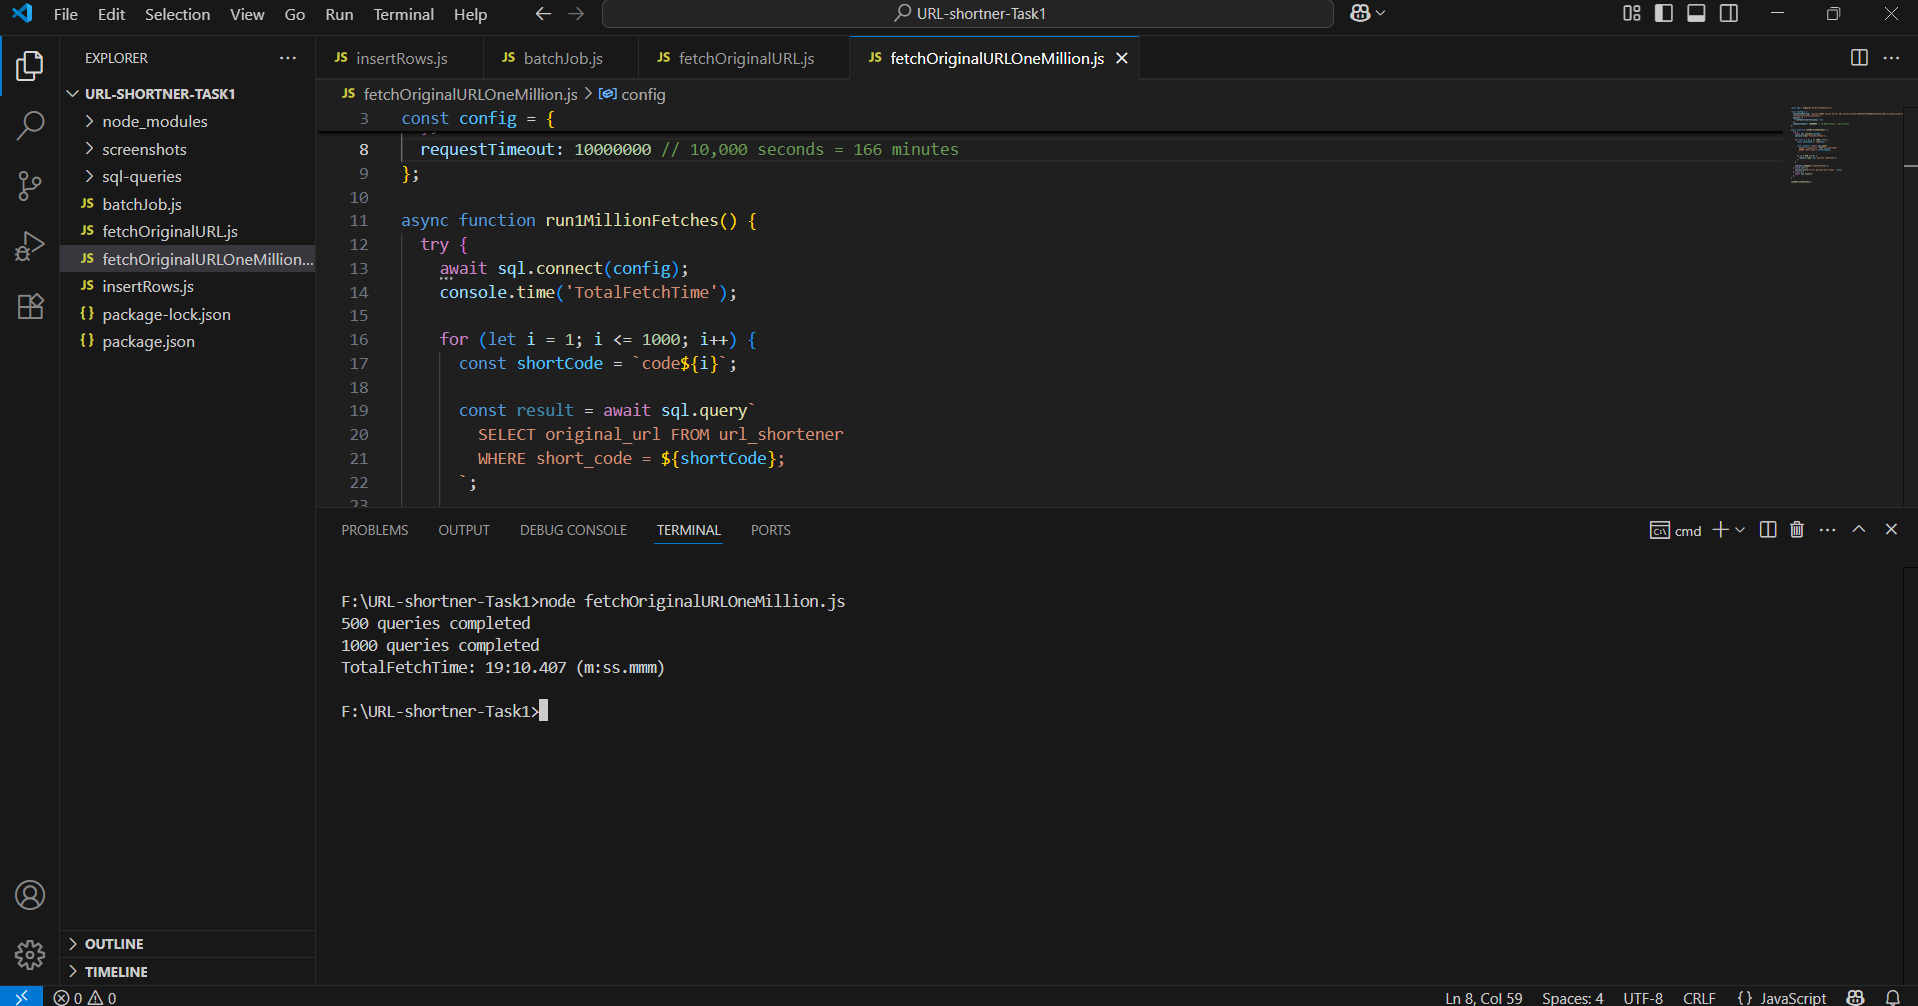 File Edit Selection View Go Run Terminal Help
URL-shortner-Task1
EXPLORER
URL-SHORTNER-TASK1
node_modules
screenshots
sql-queries
JS batchJob.js
JS fetchOriginalURL.js
JS fetchOriginalURLOneMillion...
JS insertRows.js
{} package-lock.json
{} package.json
OUTLINE
TIMELINE
JS insertRows.js JS batchJob.js JS fetchOriginalURL.js JS fetchOriginalURLOneMillion.js
JS fetchOriginalURLOneMillion.js > config
3 const config = {
8 requestTimeout: 10000000 // 10,000 seconds = 166 minutes
9 };
10
11 async function run1MillionFetches() {
12 try {
13 await sql.connect(config);
14 console.time('TotalFetchTime');
15
16 for (let i = 1; i <= 1000; i++) {
17 const shortCode = `code${i}`;
18
19 const result = await sql.query`
20 SELECT original_url FROM url_shortener
21 WHERE short_code = ${shortCode};
22 `;
23
PROBLEMS OUTPUT DEBUG CONSOLE TERMINAL PORTS
cmd
F:\URL-shortner-Task1>node fetchOriginalURLOneMillion.js
500 queries completed
1000 queries completed
TotalFetchTime: 19:10.407 (m:ss.mmm)
F:\URL-shortner-Task1>
0 0
Ln 8, Col 59 Spaces: 4 UTF-8 CRLF {} JavaScript